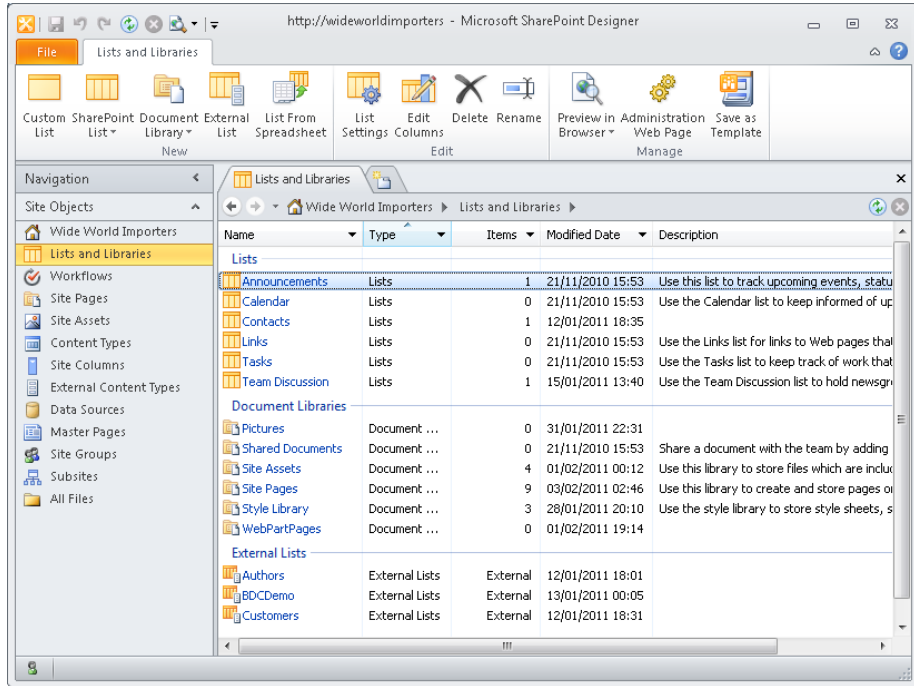 http://wideworldimporters - Microsoft SharePoint Designer
File Lists and Libraries
Custom List SharePoint List Document Library External List List From Spreadsheet List Settings Edit Columns Delete Rename Preview in Browser Administration Web Page Save as Template
New Edit Manage
Navigation
Site Objects
Wide World Importers
Lists and Libraries
Workflows
Site Pages
Site Assets
Content Types
Site Columns
External Content Types
Data Sources
Master Pages
Site Groups
Subsites
All Files
Lists and Libraries
Wide World Importers Lists and Libraries
Name Type Items Modified Date Description
Lists
Announcements Lists 1 21/11/2010 15:53 Use this list to track upcoming events, statu
Calendar Lists 0 21/11/2010 15:53 Use the Calendar list to keep informed of up
Contacts Lists 1 12/01/2011 18:35
Links Lists 0 21/11/2010 15:53 Use the Links list for links to Web pages that
Tasks Lists 0 21/11/2010 15:53 Use the Tasks list to keep track of work that
Team Discussion Lists 1 15/01/2011 13:40 Use the Team Discussion list to hold newsgr
Document Libraries
Pictures Document ... 0 31/01/2011 22:31
Shared Documents Document ... 0 21/11/2010 15:53 Share a document with the team by adding
Site Assets Document ... 4 01/02/2011 00:12 Use this library to store files which are inclu
Site Pages Document ... 9 03/02/2011 02:46 Use this library to create and store pages o
Style Library Document ... 3 28/01/2011 20:10 Use the style library to store style sheets, s
WebPartPages Document ... 0 01/02/2011 19:14
External Lists
Authors External Lists External 12/01/2011 18:01
BDCDemo External Lists External 13/01/2011 00:05
Customers External Lists External 12/01/2011 18:31